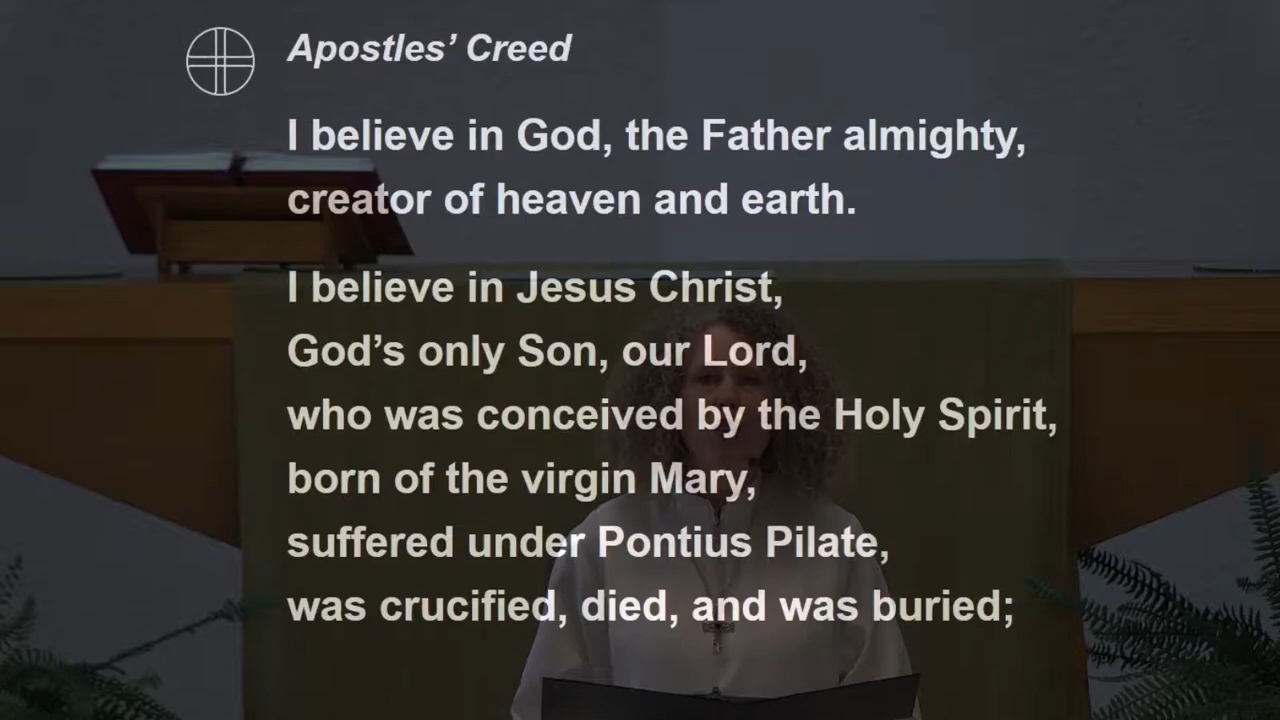 Apostles’ Creed
I believe in God, the Father almighty,
creator of heaven and earth.
I believe in Jesus Christ,
God’s only Son, our Lord,
who was conceived by the Holy Spirit,
born of the virgin Mary,
suffered under Pontius Pilate,
was crucified, died, and was buried;